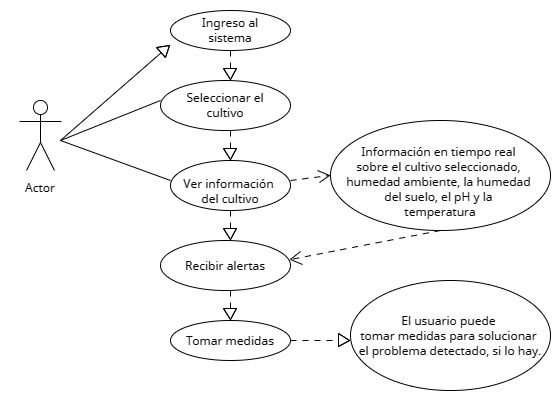 Ingreso al
sistema
Seleccionar el
cultivo
Actor
Ver información
del cultivo
Información en tiempo real
sobre el cultivo seleccionado,
humedad ambiente, la humedad
del suelo, el pH y la
temperatura
Recibir alertas
Tomar medidas
El usuario puede
tomar medidas para solucionar
el problema detectado, si lo hay.